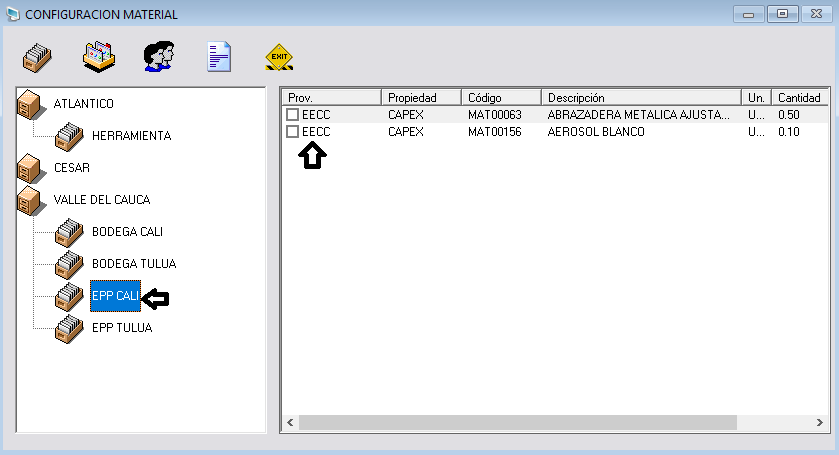 CONFIGURACION MATERIAL
EXIT
ATLANTICO
HERRAMIENTA
CESAR
VALLE DEL CAUCA
BODEGA CALI
BODEGA TULUA
EPP CALI
EPP TULUA
Prov. Propiedad Código Descripción Un. Cantidad
EECC CAPEX MAT00063 ABRAZADERA METALICA AJUSTA... U... 0.50
EECC CAPEX MAT00156 AEROSOL BLANCO U... 0.10